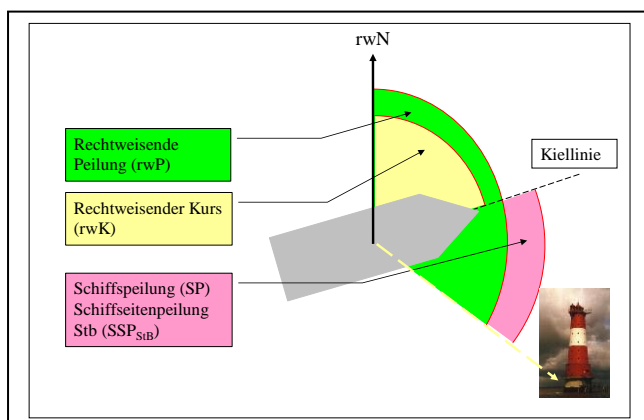 rwN
Rechtweisende
Peilung (rwP)
Kiellinie
Rechtweisender Kurs
(rwK)
Schiffspeilung (SP)
Schiffseitenpeilung
Stb (SSPStB)